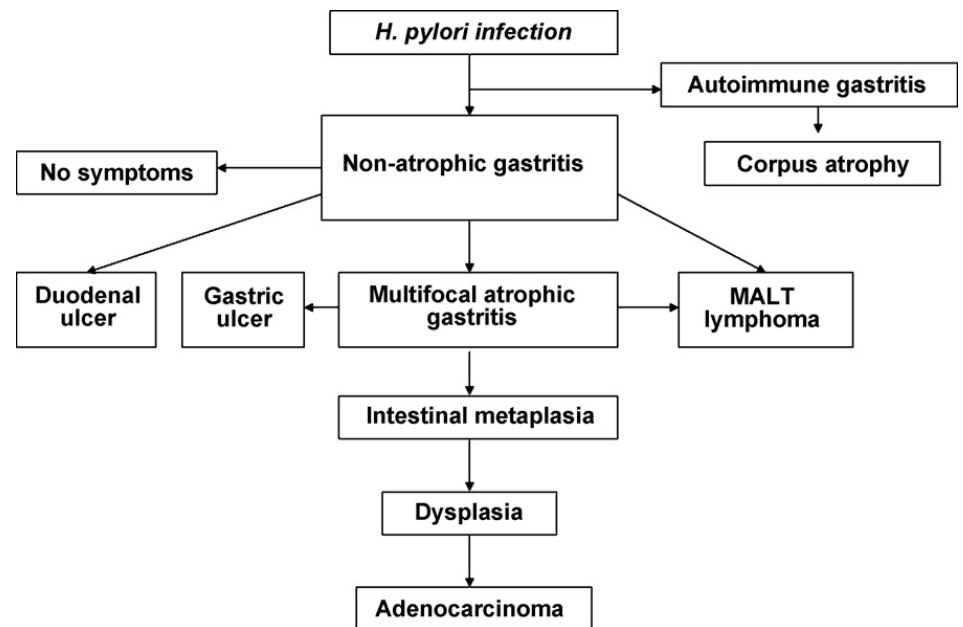 H. pylori infection
Autoimmune gastritis
Corpus atrophy
Non-atrophic gastritis
No symptoms
Duodenal
ulcer
Gastric
ulcer
Multifocal atrophic
gastritis
MALT
lymphoma
Intestinal metaplasia
Dysplasia
Adenocarcinoma